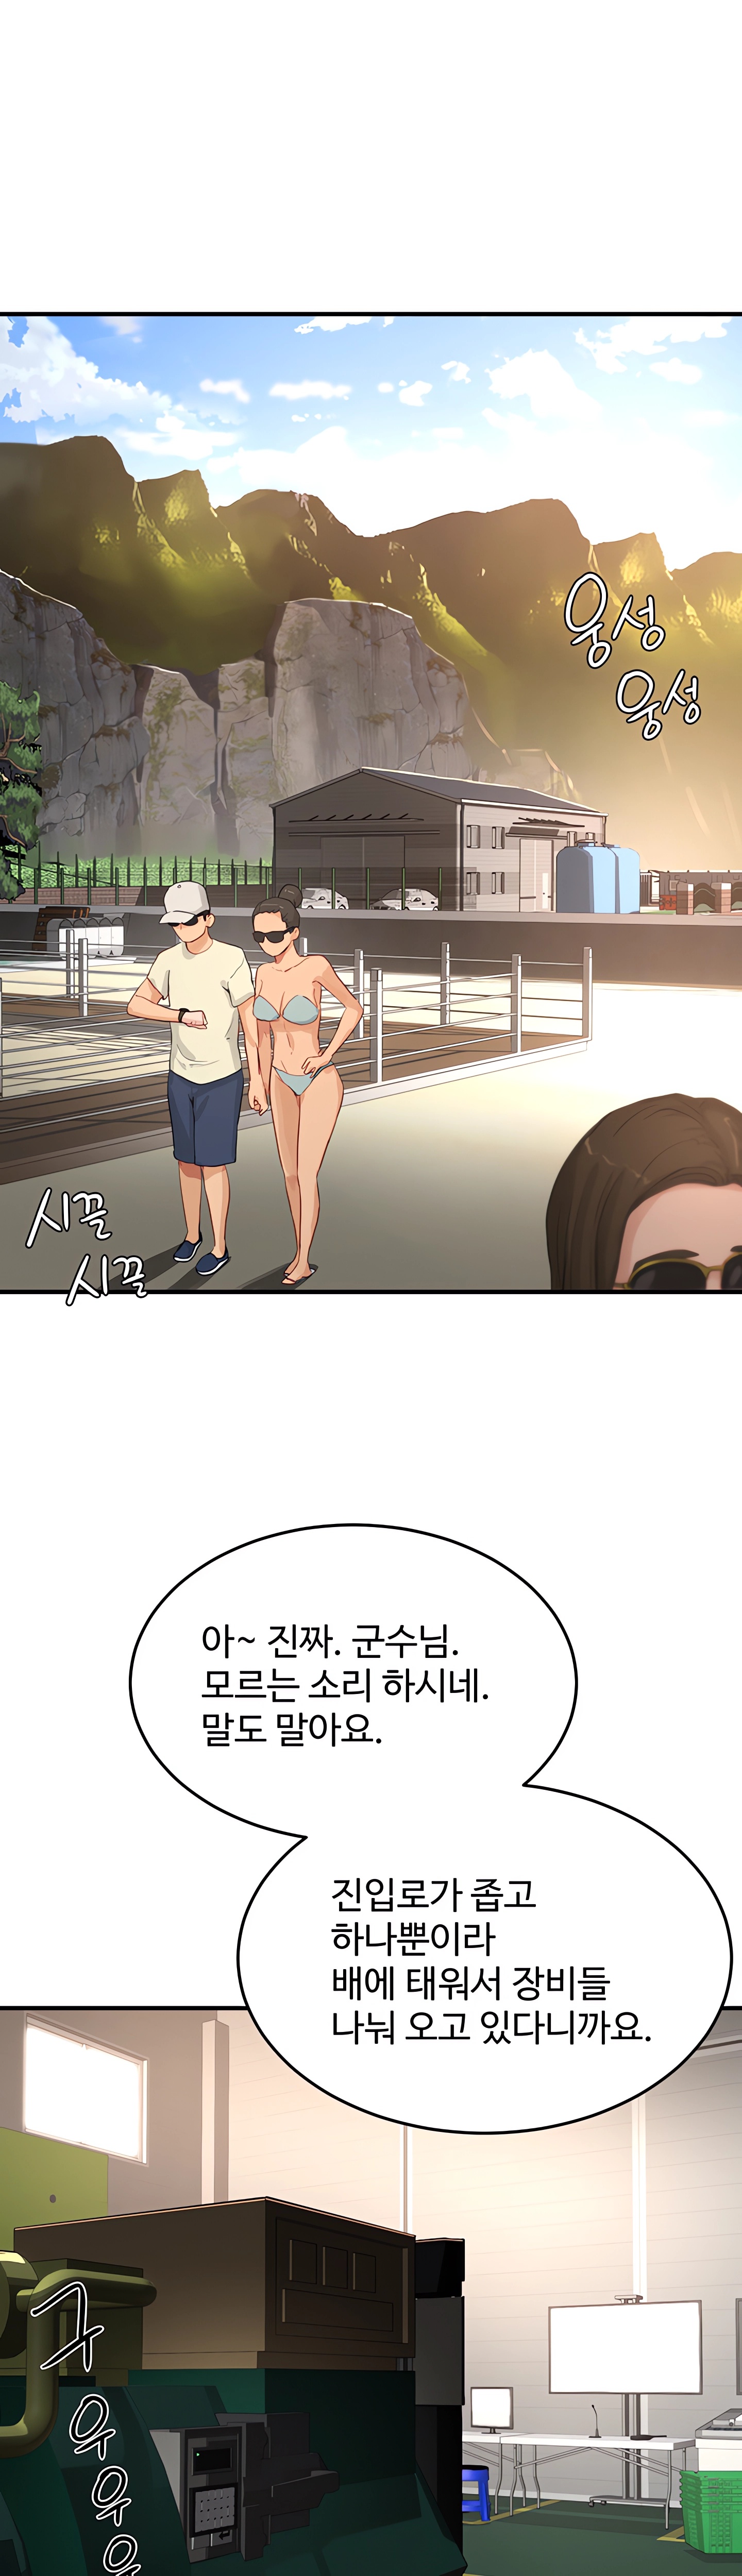 웅성
웅성
시끌
시끌
아~ 진짜. 군수님.
모르는 소리 하시네.
말도 말아요.
진입로가 좁고
하나뿐이라
배에 태워서 장비들
나눠 오고 있다니까요.
구
우
우
우